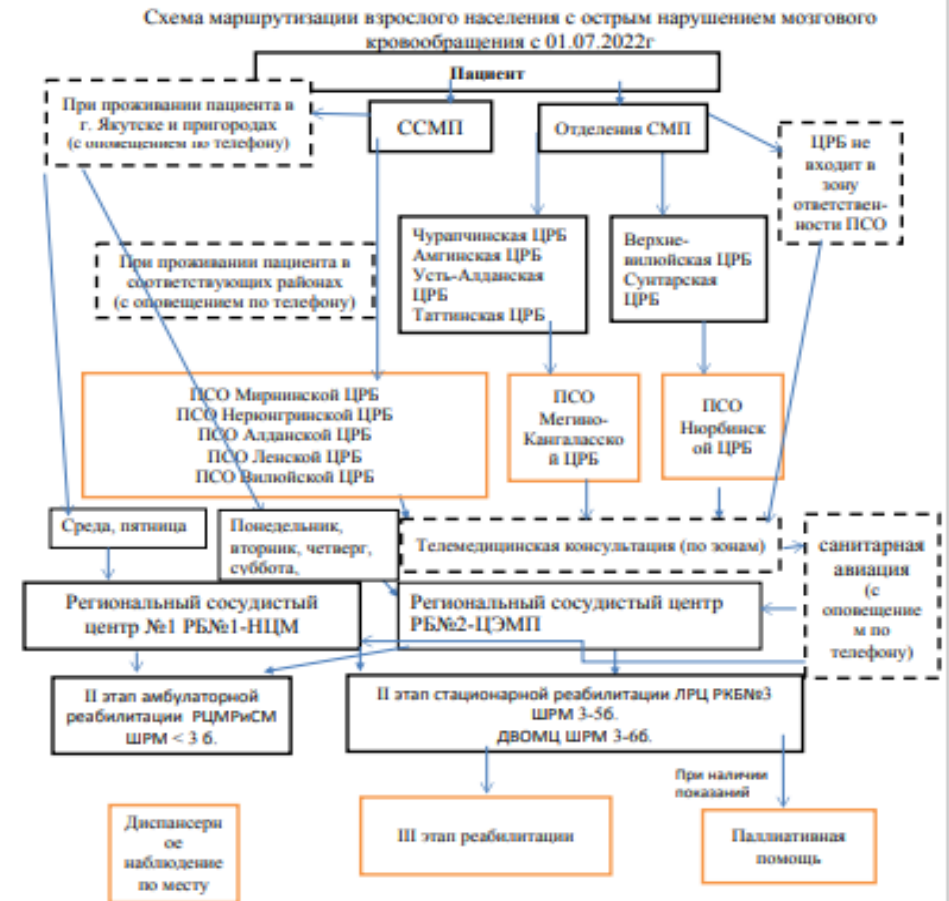 Схема маршрутизации взрослого населения с острым нарушением мозгового
кровообращения с 01.07.2022г
Пациент
При проживании пациента в
г. Якутске и пригородах
(с оповещением по телефону)
ССМП
Отделения СМП
ЦРБ не
входит в
зону
ответствен-
ности ПСО
При проживании пациента в
соответствующих районах
(с оповещением по телефону)
Чурапчинская ЦРБ
Амгинская ЦРБ
Усть-Алданская
ЦРБ
Таттинская ЦРБ
Верхне-
вилюйская ЦРБ
Сунтарская
ЦРБ
ПСО Мирнинской ЦРБ
ПСО Нерюнгринской ЦРБ
ПСО Алданской ЦРБ
ПСО Ленской ЦРБ
ПСО Вилюйской ЦРБ
ПСО
Мегино-
Кангаласско
й ЦРБ
ПСО
Нюрбинск
ой ЦРБ
Среда, пятница
Понедельник,
вторник, четверг,
суббота,
Телемедицинская консультация (по зонам)
санитарная
авиация
(с
оповещение
м по
телефону)
Региональный сосудистый
центр №1 РБ№1-НЦМ
Региональный сосудистый центр
РБ№2-ЦЭМП
II этап амбулаторной
реабилитации РЦМРиСМ
ШРМ < 3 б.
II этап стационарной реабилитации ЛРЦ РКБ№3
ШРМ 3-5б.
ДВОМЦ ШРМ 3-6б.
При наличии
показаний
Диспансерн
ое
наблюдение
по месту
III этап реабилитации
Паллиативная
помощь